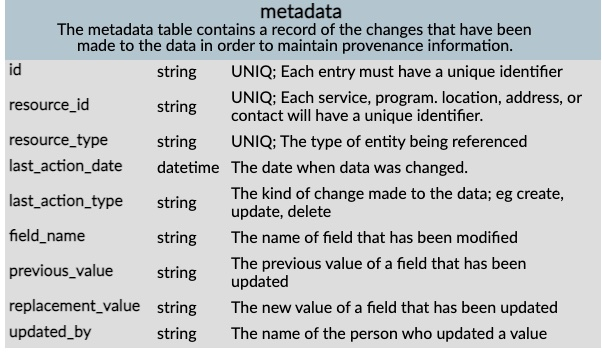 metadata
The metadata table contains a record of the changes that have been
made to the data in order to maintain provenance information.
id string UNIQ; Each entry must have a unique identifier
resource_id string UNIQ; Each service, program. location, address, or
contact will have a unique identifier.
resource_type string UNIQ; The type of entity being referenced
last_action_date datetime The date when data was changed.
last_action_type string The kind of change made to the data; eg create,
update, delete
field_name string The name of field that has been modified
previous_value string The previous value of a field that has been
updated
replacement_value string The new value of a field that has been updated
updated_by string The name of the person who updated a value